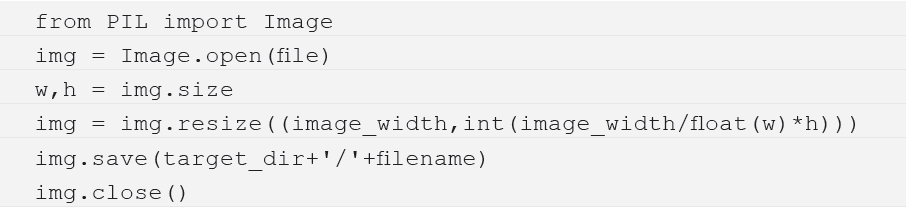 from PIL import Image
img = Image.open(file)
w,h = img.size
img = img.resize((image_width,int(image_width/float(w)*h)))
img.save(target_dir+'/'+filename)
img.close()